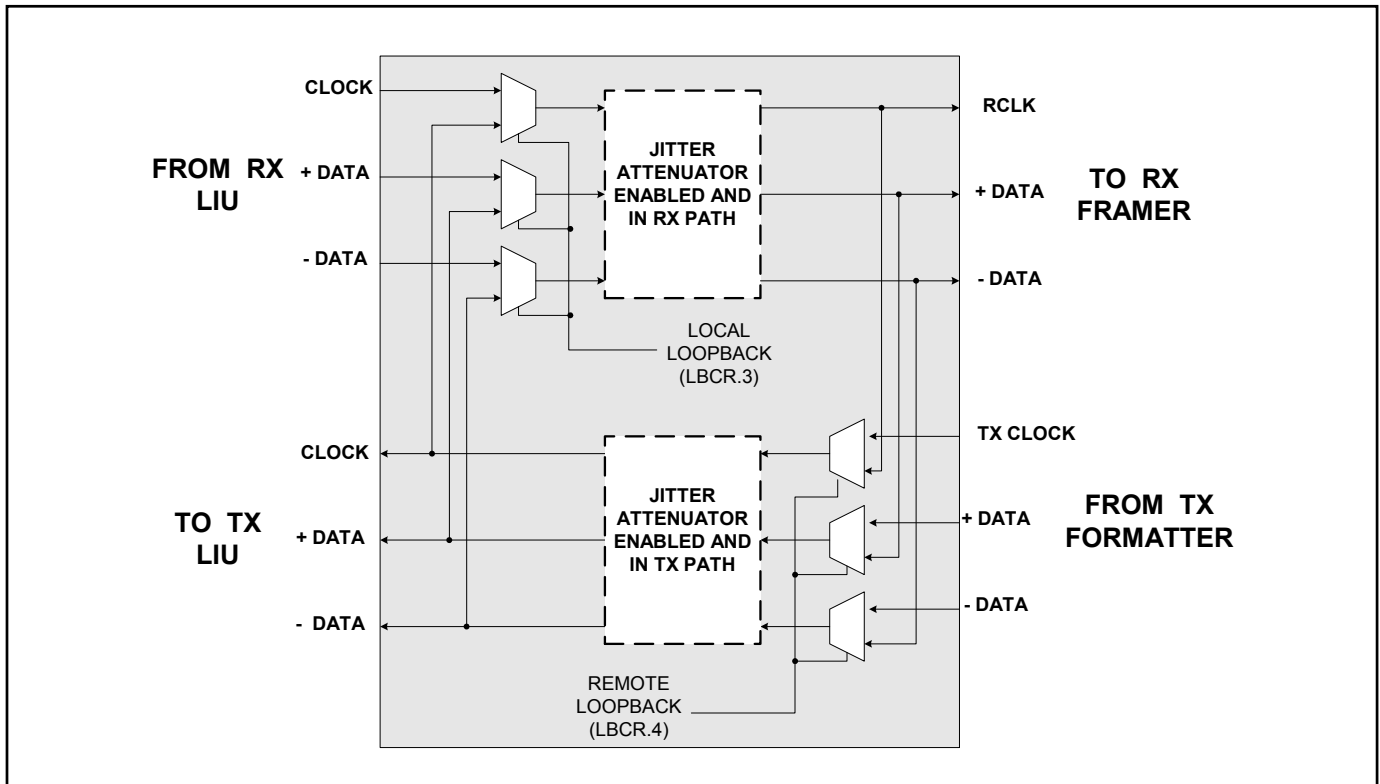 CLOCK
FROM RX
LIU
+ DATA
- DATA
JITTER
ATTENUATOR
ENABLED AND
IN RX PATH
RCLK
+ DATA
- DATA
TO RX
FRAMER
LOCAL
LOOPBACK
(LBCR.3)
CLOCK
TO TX
LIU
+ DATA
- DATA
JITTER
ATTENUATOR
ENABLED AND
IN TX PATH
TX CLOCK
+ DATA
- DATA
FROM TX
FORMATTER
REMOTE
LOOPBACK
(LBCR.4)